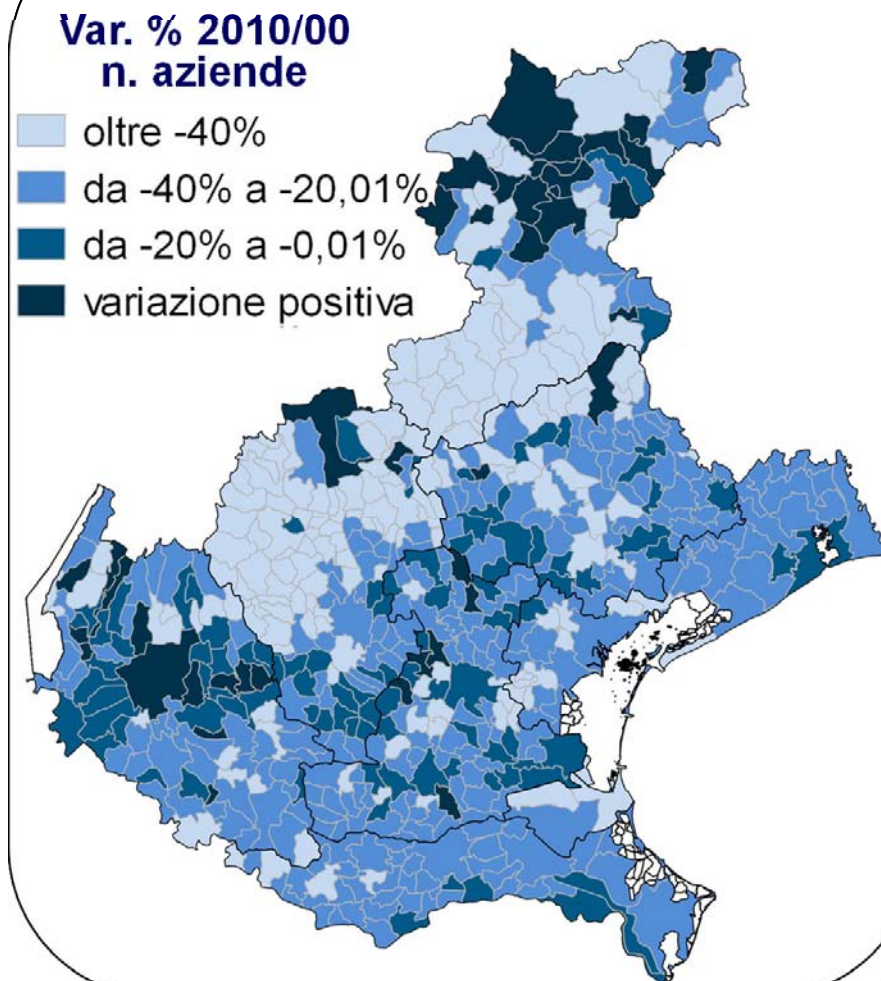 Var. % 2010/00
n. aziende
oltre -40%
da -40% a -20,01%
da -20% a -0,01%
variazione positiva